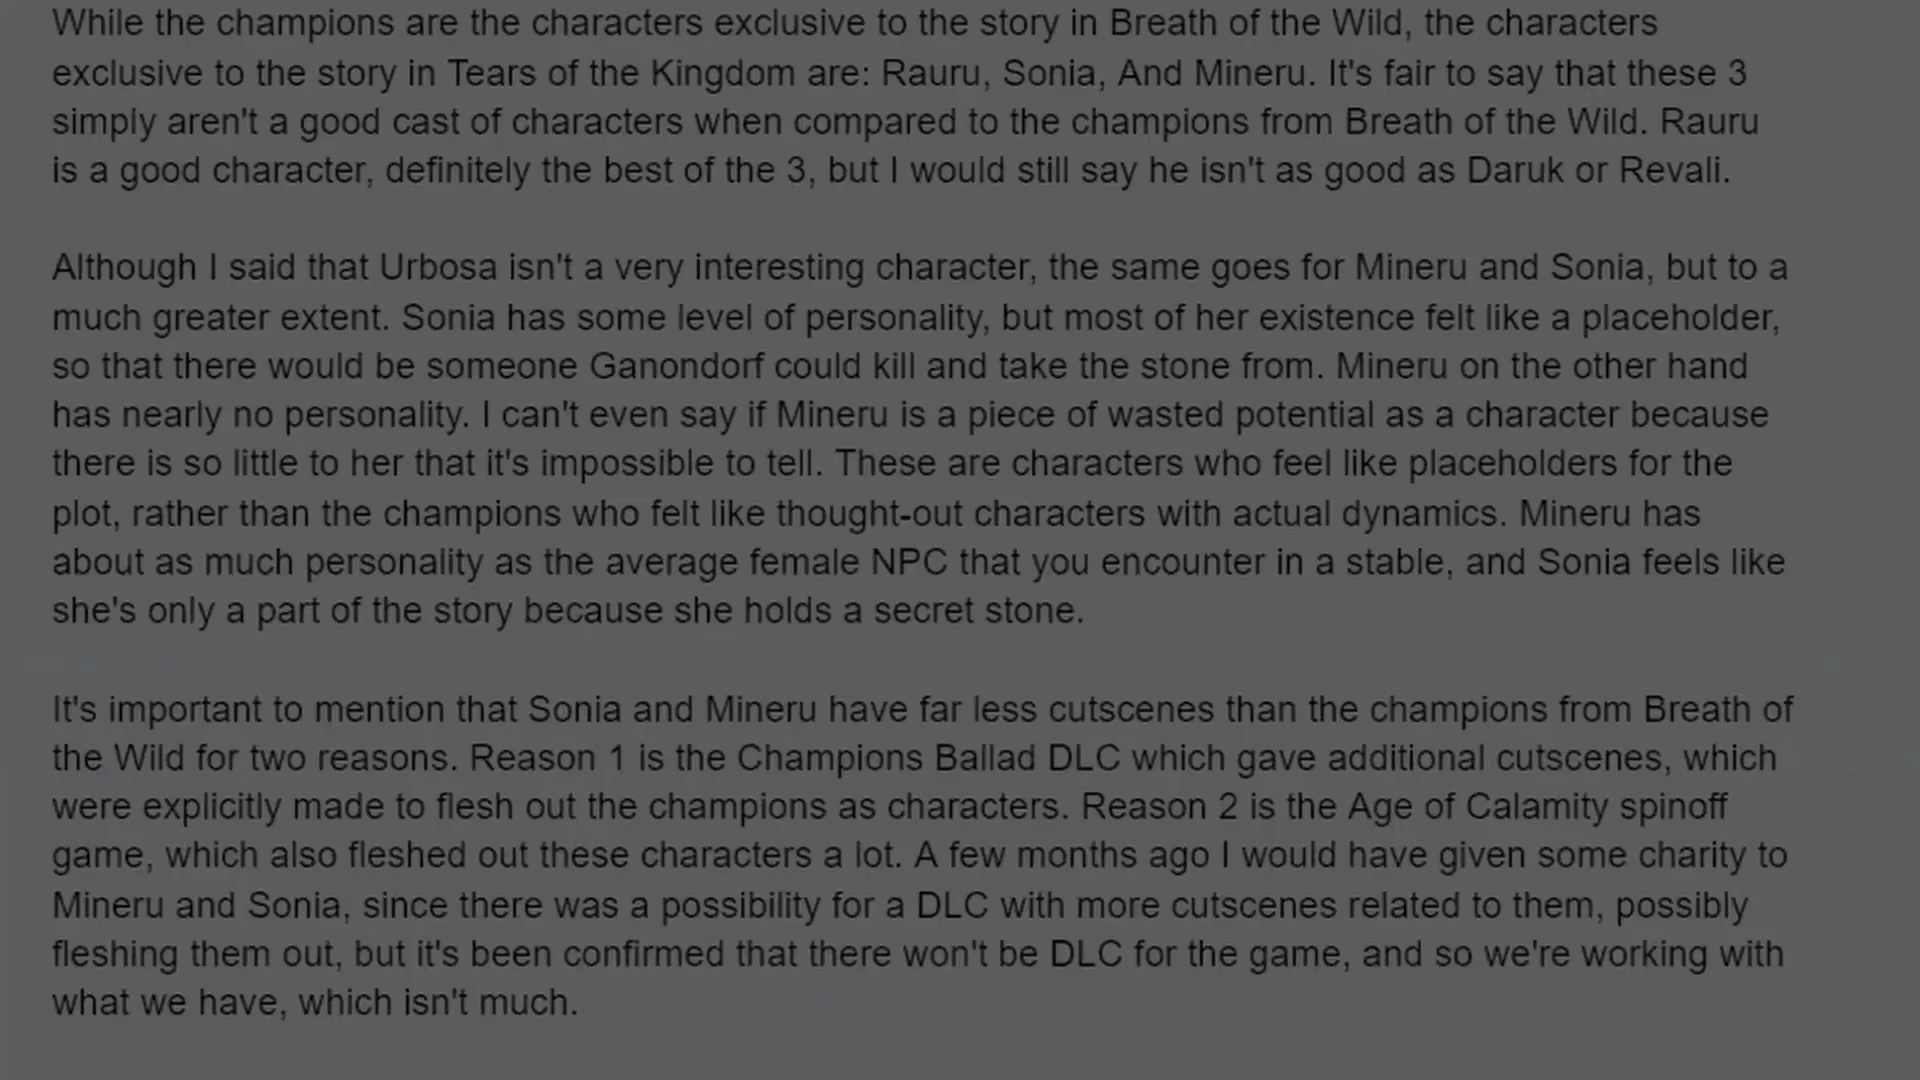 While the champions are the characters exclusive to the story in Breath of the Wild, the characters
exclusive to the story in Tears of the Kingdom are: Rauru, Sonia, And Mineru. It's fair to say that these 3
simply aren't a good cast of characters when compared to the champions from Breath of the Wild. Rauru
is a good character, definitely the best of the 3, but I would still say he isn't as good as Daruk or Revali.
Although I said that Urbosa isn't a very interesting character, the same goes for Mineru and Sonia, but to a
much greater extent. Sonia has some level of personality, but most of her existence felt like a placeholder,
so that there would be someone Ganondorf could kill and take the stone from. Mineru on the other hand
has nearly no personality. I can't even say if Mineru is a piece of wasted potential as a character because
there is so little to her that it's impossible to tell. These are characters who feel like placeholders for the
plot, rather than the champions who felt like thought-out characters with actual dynamics. Mineru has
about as much personality as the average female NPC that you encounter in a stable, and Sonia feels like
she's only a part of the story because she holds a secret stone.
It's important to mention that Sonia and Mineru have far less cutscenes than the champions from Breath of
the Wild for two reasons. Reason 1 is the Champions Ballad DLC which gave additional cutscenes, which
were explicitly made to flesh out the champions as characters. Reason 2 is the Age of Calamity spinoff
game, which also fleshed out these characters a lot. A few months ago I would have given some charity to
Mineru and Sonia, since there was a possibility for a DLC with more cutscenes related to them, possibly
fleshing them out, but it's been confirmed that there won't be DLC for the game, and so we're working with
what we have, which isn't much.